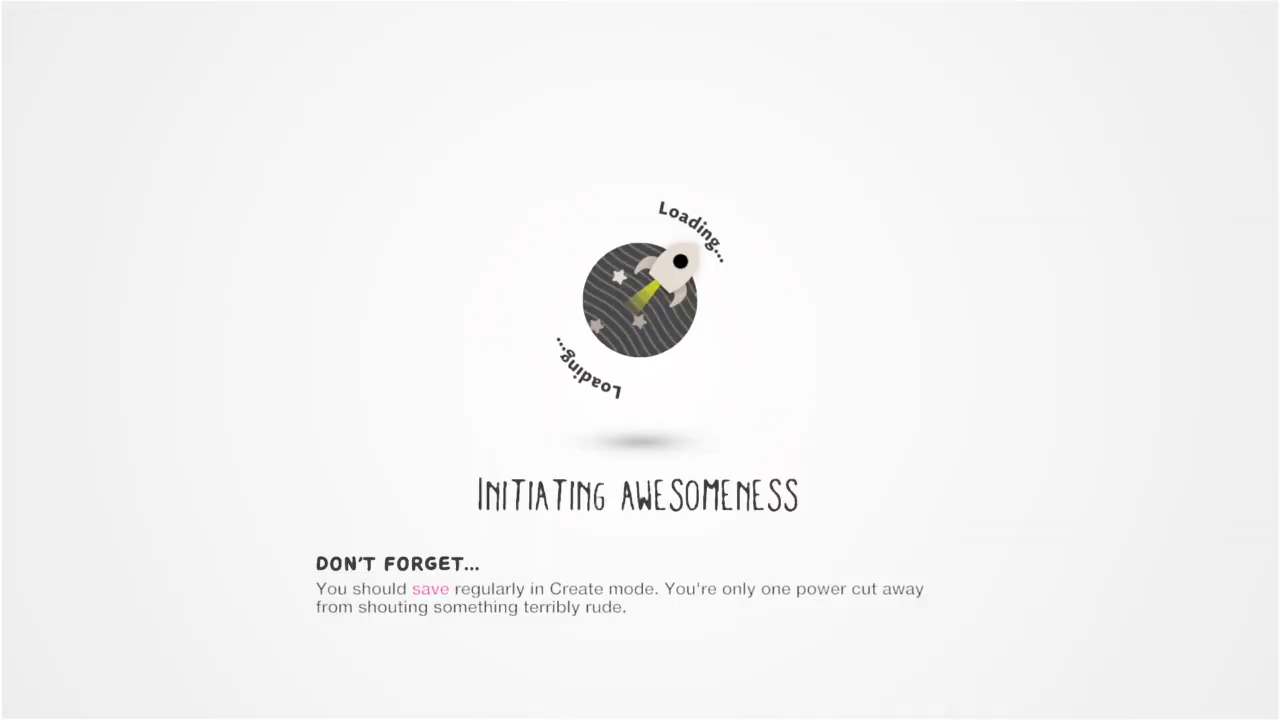 Loading...
Loading...
INITIATING AWESOMENESS
DON'T FORGET...
You should save regularly in Create mode. You're only one power cut away
from shouting something terribly rude.